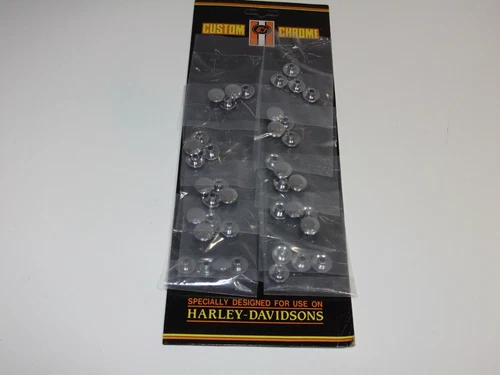 CUSTOM CHROME
SPECIALLY DESIGNED FOR USE ON
HARLEY-DAVIDSONS